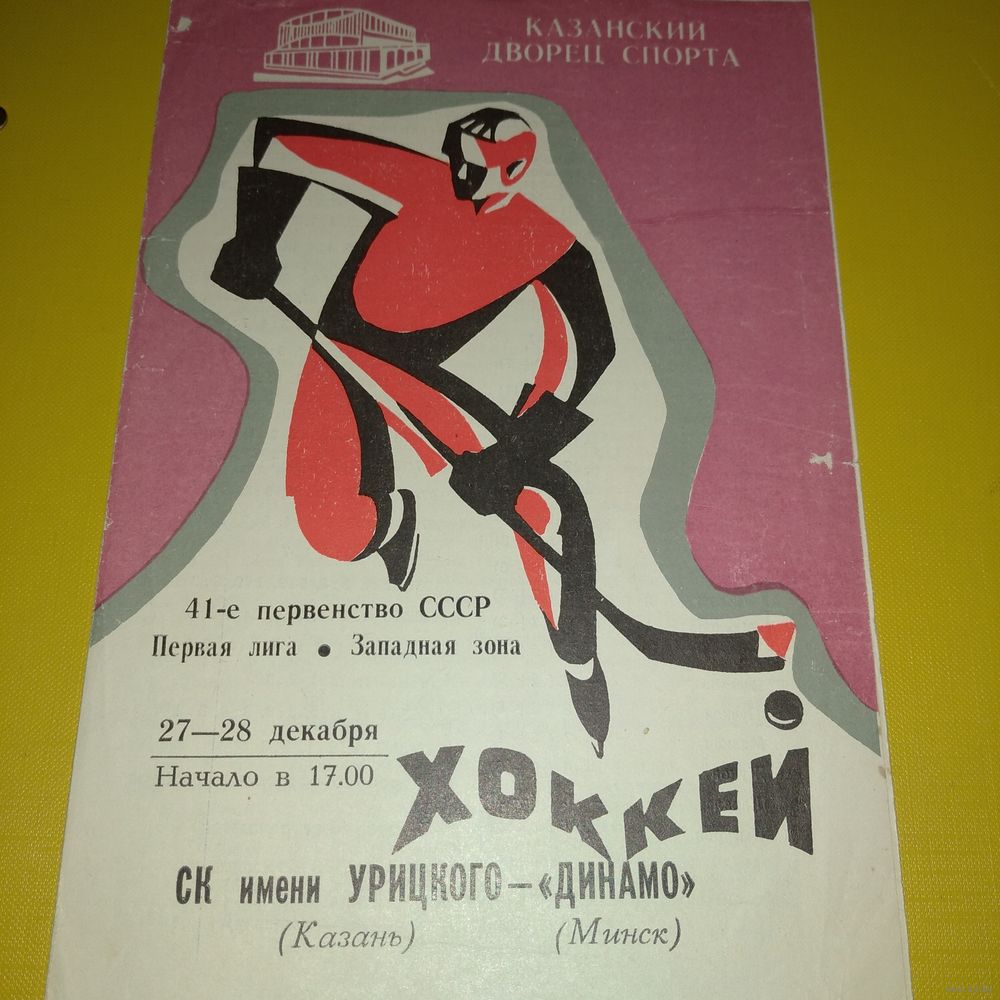 КАЗАНСКИЙ
ДВОРЕЦ СПОРТА
41-е первенство СССР
Первая лига • Западная зона
27—28 декабря
Начало в 17.00
ХОККЕЙ
СК имени УРИЦКОГО—«ДИНАМО»
(Казань) (Минск)